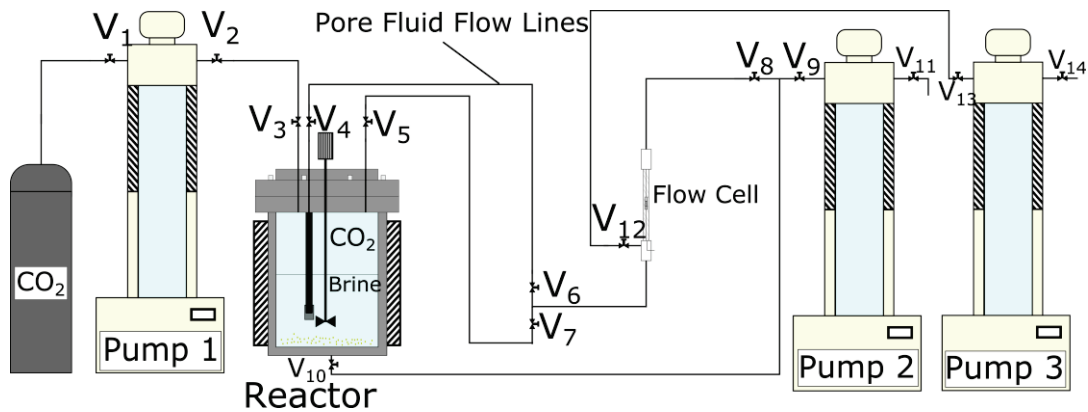 Pore Fluid Flow Lines
V1
V2
V8
V9
V11
V13
V14
V3
V4
V5
Flow Cell
V12
CO2
CO2
Brine
V6
V7
Pump 1
V10
Reactor
Pump 2
Pump 3